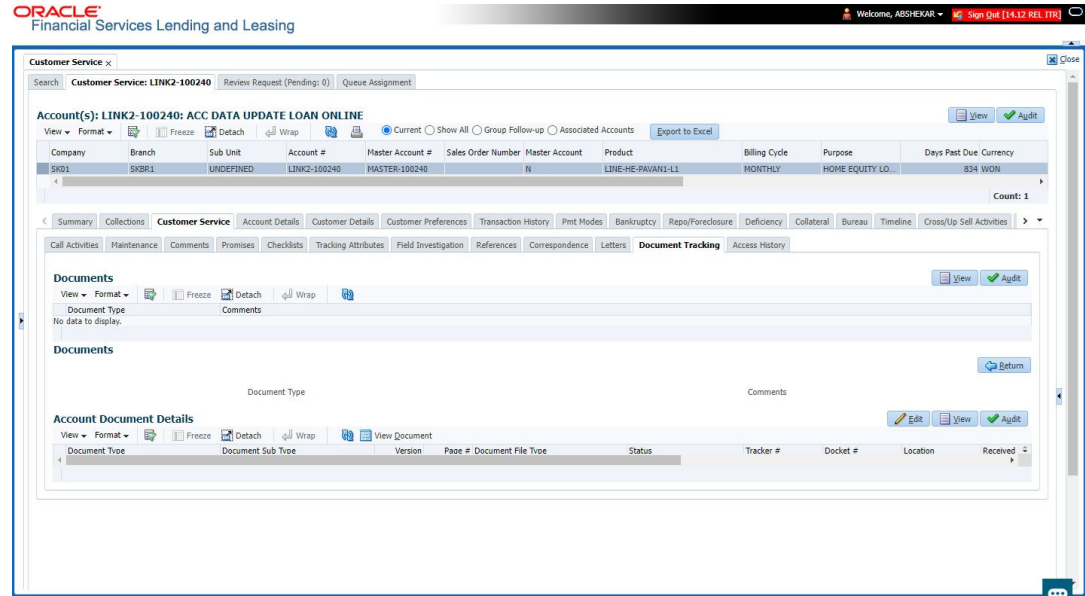 ORACLE®
Welcome, ABSHEKAR Sign Out [14.12 REL ITR]
Financial Services Lending and Leasing
Customer Service x
Close
Search Customer Service: LINK2-100240 Review Request (Pending: 0) Queue Assignment
Account(s): LINK2-100240: ACC DATA UPDATE LOAN ONLINE
View Audit
View Format Freeze Detach Wrap Current Show All Group Follow-up Associated Accounts Export to Excel
Company Branch Sub Unit Account # Master Account # Sales Order Number Master Account Product Billing Cycle Purpose Days Past Due Currency
SK01 SKBR1 UNDEFINED LINK2-100240 MASTER-100240 N LINE-HE-PAVAN1-L1 MONTHLY HOME EQUITY LO... 834 WON
Count: 1
Summary Collections Customer Service Account Details Customer Details Customer Preferences Transaction History Pmt Modes Bankruptcy Repo/Foreclosure Deficiency Collateral Bureau Timeline Cross/Up Sell Activities
Call Activities Maintenance Comments Promises Checklists Tracking Attributes Field Investigation References Correspondence Letters Document Tracking Access History
Documents
View Audit
View Format Freeze Detach Wrap
Document Type Comments
No data to display.
Documents
Return
Document Type Comments
Account Document Details
Edit View Audit
View Format Freeze Detach Wrap View Document
Document Type Document Sub Type Version Page # Document File Type Status Tracker # Docket # Location Received